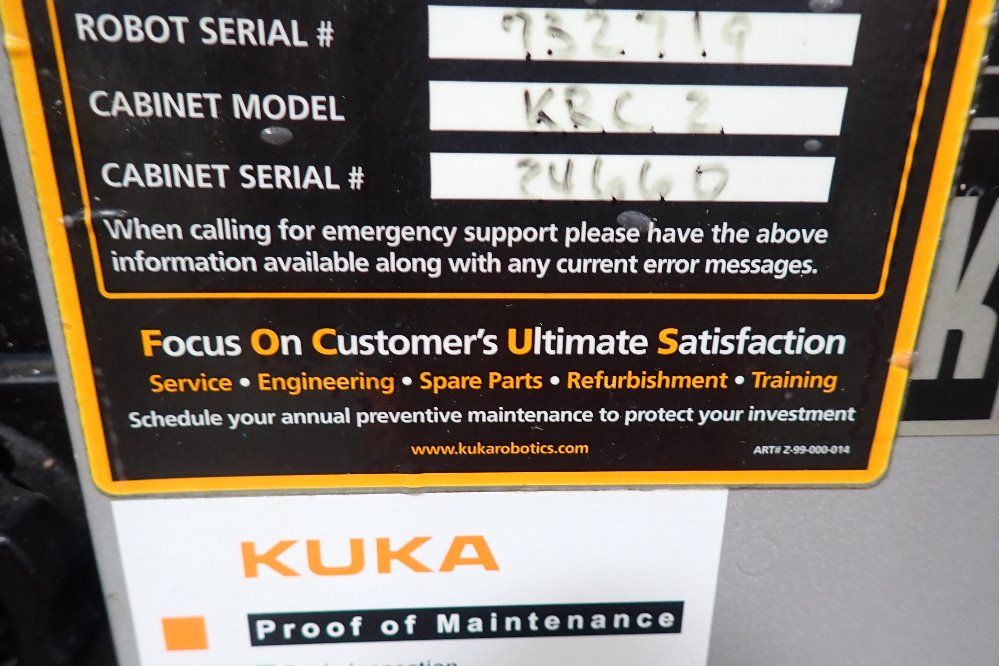 ROBOT SERIAL # 732719
CABINET MODEL KRC 2
CABINET SERIAL # 24660
When calling for emergency support please have the above
information available along with any current error messages.
Focus On Customer's Ultimate Satisfaction
Service • Engineering • Spare Parts • Refurbishment • Training
Schedule your annual preventive maintenance to protect your investment
www.kukarobotics.com ART# Z-99-000-014
K
KUKA
Proof of Maintenance